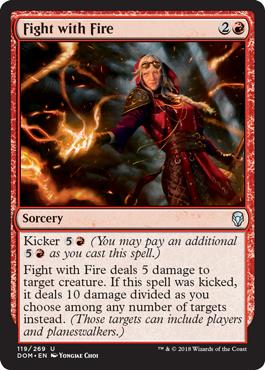 Fight with Fire 2
Sorcery
Kicker 5 (You may pay an additional
5 as you cast this spell.)
Fight with Fire deals 5 damage to
target creature. If this spell was kicked,
it deals 10 damage divided as you
choose among any number of targets
instead. (Those targets can include players
and planeswalkers.)
119/269 U
DOM • EN YONGJAE CHOI ™ & © 2018 Wizards of the Coast